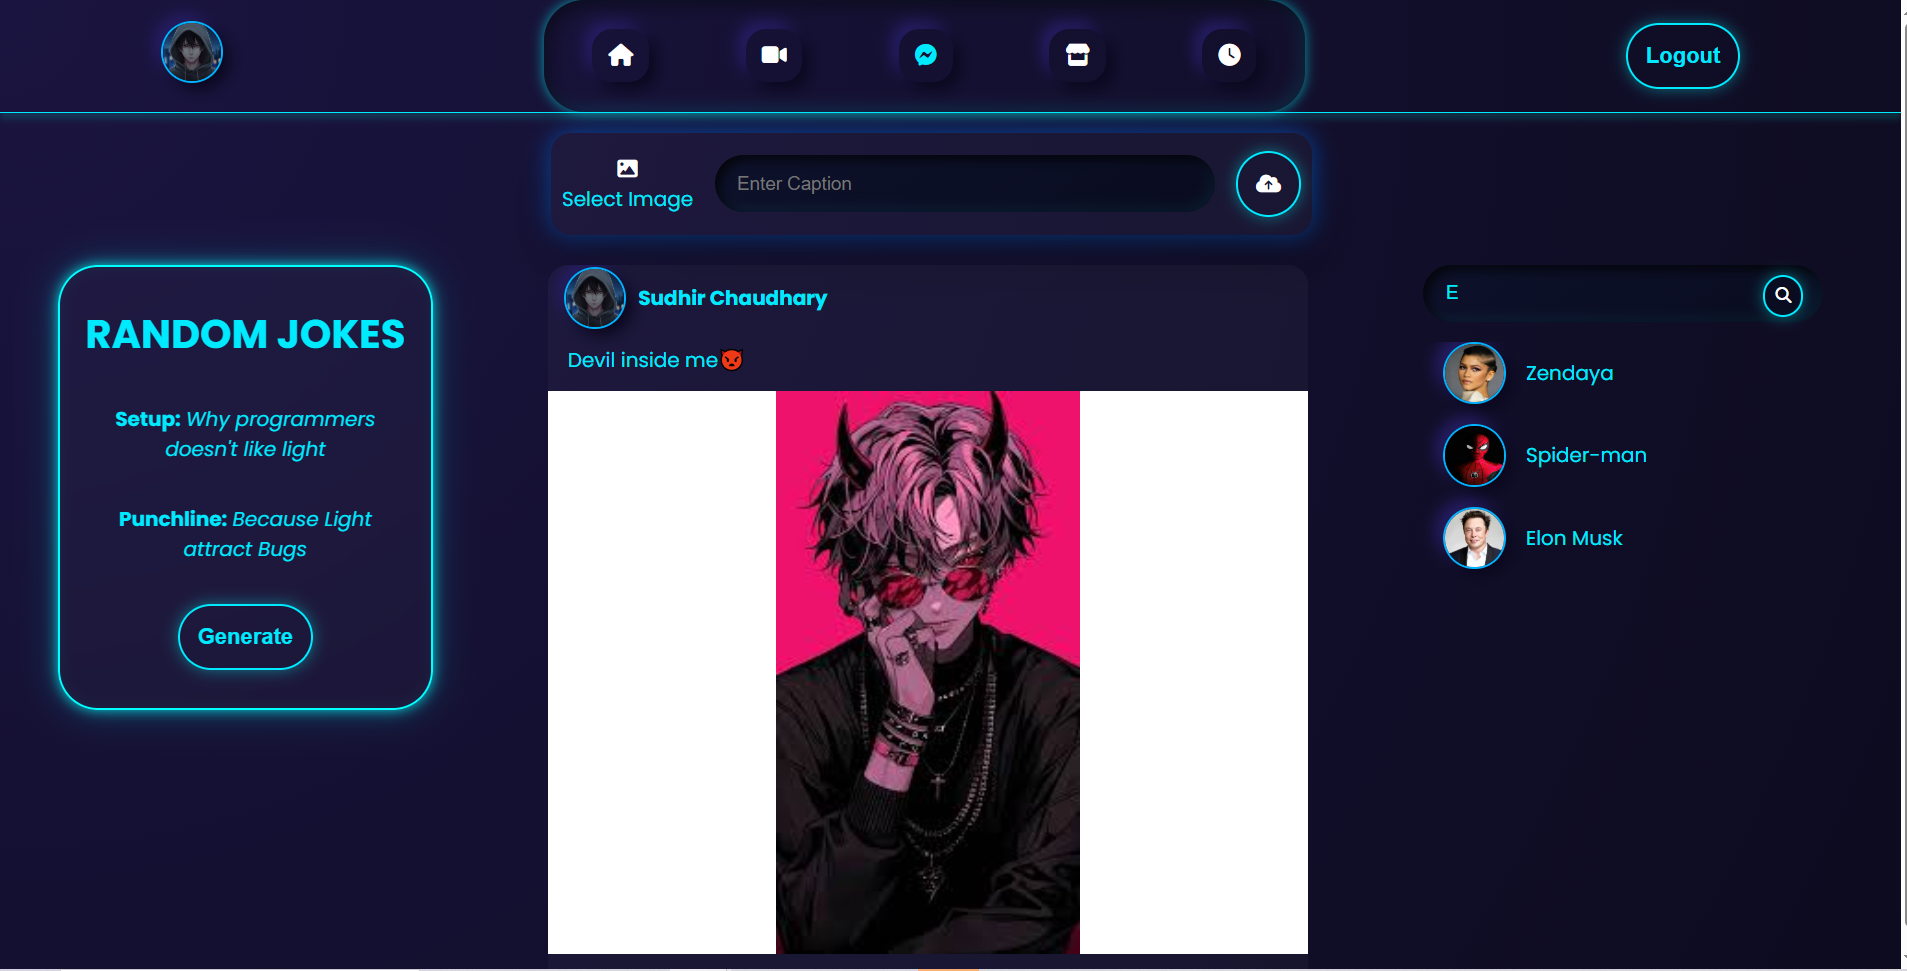 Logout
Select Image
Enter Caption
RANDOM JOKES
Setup: Why programmers
doesn't like light
Punchline: Because Light
attract Bugs
Generate
Sudhir Chaudhary
Devil inside me😈
E
Zendaya
Spider-man
Elon Musk